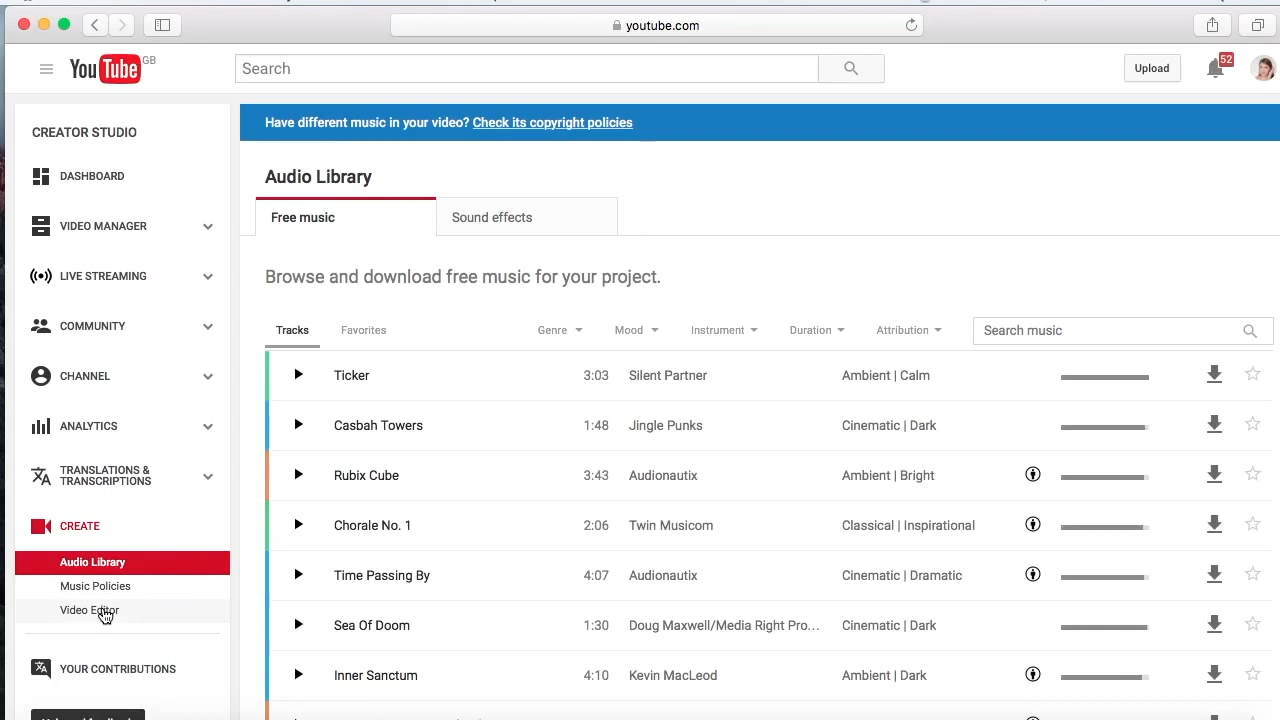 youtube.com
YouTube GB
Search
Upload
52
CREATOR STUDIO
DASHBOARD
VIDEO MANAGER
LIVE STREAMING
COMMUNITY
CHANNEL
ANALYTICS
TRANSLATIONS &
TRANSCRIPTIONS
CREATE
Audio Library
Music Policies
Video Editor
YOUR CONTRIBUTIONS
Have different music in your video? Check its copyright policies
Audio Library
Free music Sound effects
Browse and download free music for your project.
Tracks Favorites Genre Mood Instrument Duration Attribution Search music
Ticker 3:03 Silent Partner Ambient | Calm
Casbah Towers 1:48 Jingle Punks Cinematic | Dark
Rubix Cube 3:43 Audionautix Ambient | Bright
Chorale No. 1 2:06 Twin Musicom Classical | Inspirational
Time Passing By 4:07 Audionautix Cinematic | Dramatic
Sea Of Doom 1:30 Doug Maxwell/Media Right Pro... Cinematic | Dark
Inner Sanctum 4:10 Kevin MacLeod Ambient | Dark